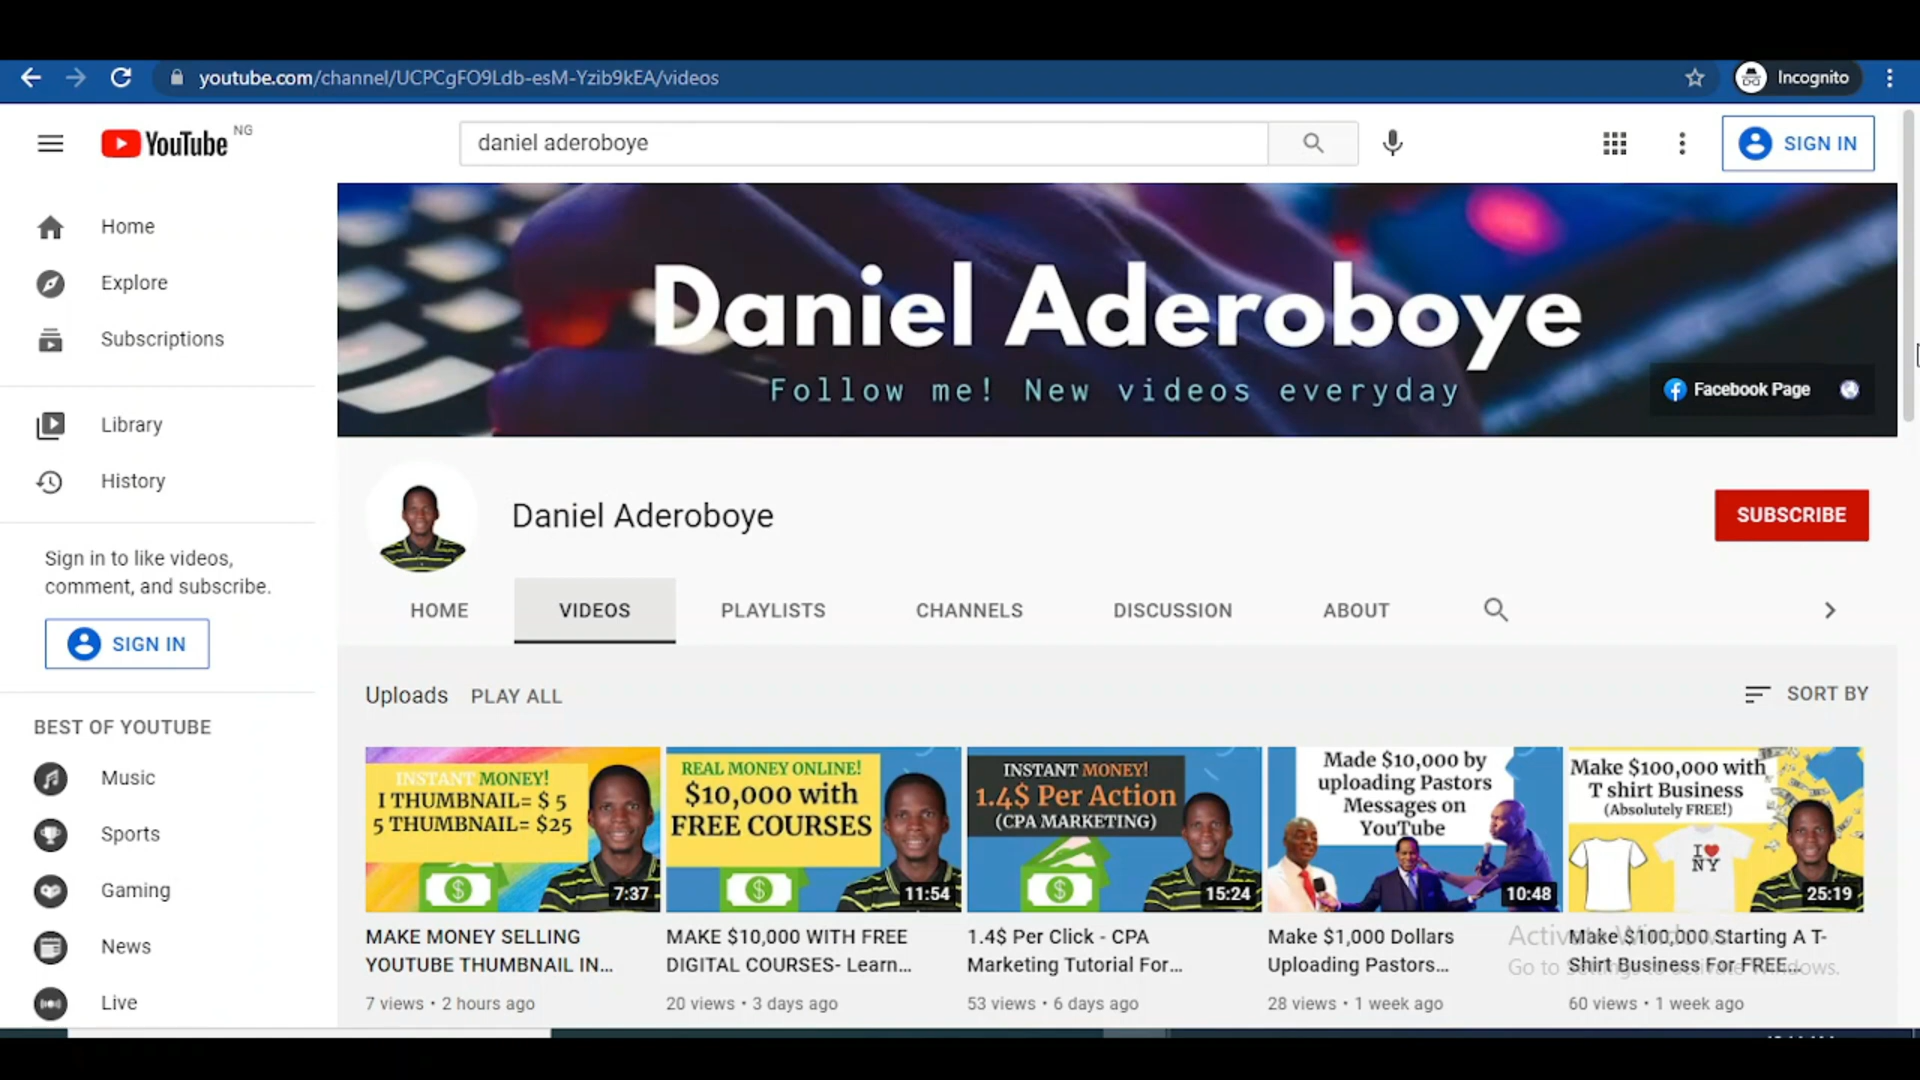 youtube.com/channel/UCPCgFO9Ldb-esM-Yzib9kEA/videos
Incognito
YouTube NG
daniel aderoboye
SIGN IN
Home
Explore
Subscriptions
Library
History
Sign in to like videos,
comment, and subscribe.
SIGN IN
BEST OF YOUTUBE
Music
Sports
Gaming
News
Live
Daniel Aderoboye
Follow me! New videos everyday
Facebook Page
Daniel Aderoboye
SUBSCRIBE
HOME
VIDEOS
PLAYLISTS
CHANNELS
DISCUSSION
ABOUT
Uploads
PLAY ALL
SORT BY
INSTANT MONEY!
1 THUMBNAIL= $ 5
5 THUMBNAIL= $25
7:37
MAKE MONEY SELLING
YOUTUBE THUMBNAIL IN...
7 views • 2 hours ago
REAL MONEY ONLINE!
$10,000 with
FREE COURSES
11:54
MAKE $10,000 WITH FREE
DIGITAL COURSES- Learn...
20 views • 3 days ago
INSTANT MONEY!
1.4$ Per Action
(CPA MARKETING)
15:24
1.4$ Per Click - CPA
Marketing Tutorial For...
53 views • 6 days ago
Made $10,000 by
uploading Pastors
Messages on
YouTube
10:48
Make $1,000 Dollars
Uploading Pastors...
28 views • 1 week ago
Make $100,000 with
T shirt Business
(Absolutely FREE!)
I NY
25:19
Make $100,000 Starting A T-
Shirt Business For FREE...
60 views • 1 week ago
Activate Windows
Go to Settings to activate Windows.